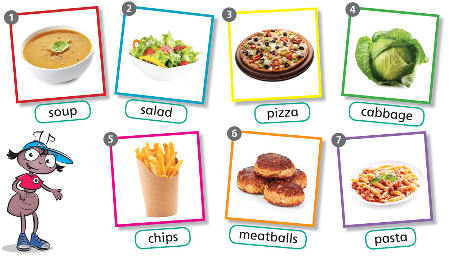 1
soup
2
salad
3
pizza
4
cabbage
5
chips
6
meatballs
7
pasta